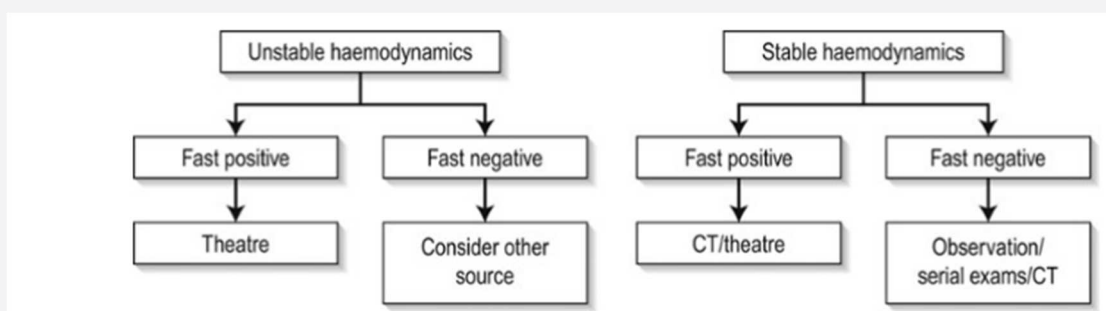 Unstable haemodynamics
Stable haemodynamics
Fast positive
Fast negative
Fast positive
Fast negative
Theatre
Consider other
source
CT/theatre
Observation/
serial exams/CT